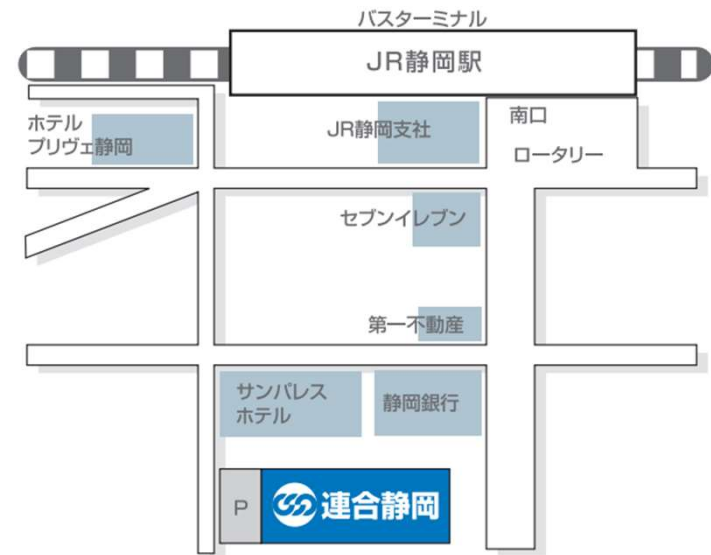 バスターミナル
JR静岡駅
ホテル
プリヴェ静岡
JR静岡支社
南口
ロータリー
セブンイレブン
第一不動産
サンパレス
ホテル
静岡銀行
P
連合静岡